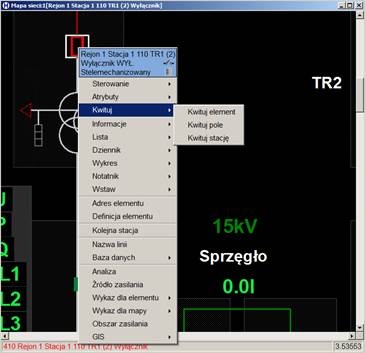 Mapa sieci:1[Rejon 1 Stacja 1 110 TR1 (2) Wyłącznik]
Rejon 1 Stacja 1 110 TR1 (2)
Wyłącznik WYŁ.
Stelemechanizowany
Sterowanie
Atrybuty
Kwituj
Kwituj element
Kwituj pole
Kwituj stację
Informacje
Lista
Dziennik
Wykres
Notatnik
Wstaw
Adres elementu
Definicja elementu
Kolejna stacja
Nazwa linii
Baza danych
Analiza
Źródło zasilania
Wykaz dla elementu
Wykaz dla mapy
Obszar zasilania
GIS
TR2
15kV
Sprzęgło
0.0I
L1
L2
L3
410 Rejon 1 Stacja 1 110 TR1 (2) Wyłącznik
3.53553